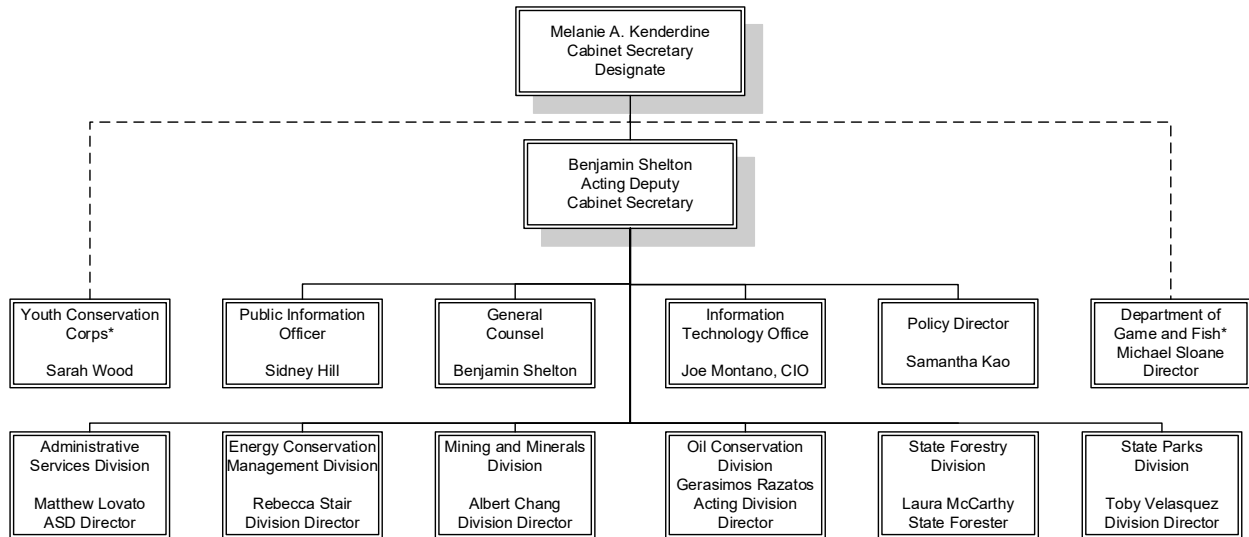 Melanie A. Kenderdine
Cabinet Secretary
Designate
Benjamin Shelton
Acting Deputy
Cabinet Secretary
Youth Conservation
Corps*
Sarah Wood
Public Information
Officer
Sidney Hill
General
Counsel
Benjamin Shelton
Information
Technology Office
Joe Montano, CIO
Policy Director
Samantha Kao
Department of
Game and Fish*
Michael Sloane
Director
Administrative
Services Division
Matthew Lovato
ASD Director
Energy Conservation
Management Division
Rebecca Stair
Division Director
Mining and Minerals
Division
Albert Chang
Division Director
Oil Conservation
Division
Gerasimos Razatos
Acting Division
Director
State Forestry
Division
Laura McCarthy
State Forester
State Parks
Division
Toby Velasquez
Division Director